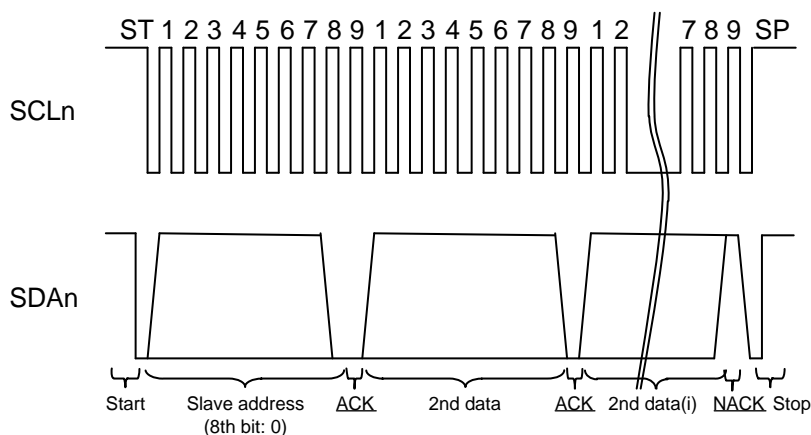 ST 1 2 3 4 5 6 7 8 9 1 2 3 4 5 6 7 8 9 1 2 7 8 9 SP
SCLn
SDAn
Start Slave address ACK 2nd data ACK 2nd data(i) NACK Stop
(8th bit: 0)